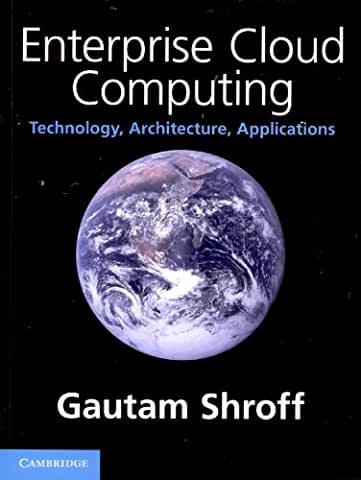 Enterprise Cloud
Computing
Technology, Architecture, Applications
Gautam Shroff
CAMBRIDGE